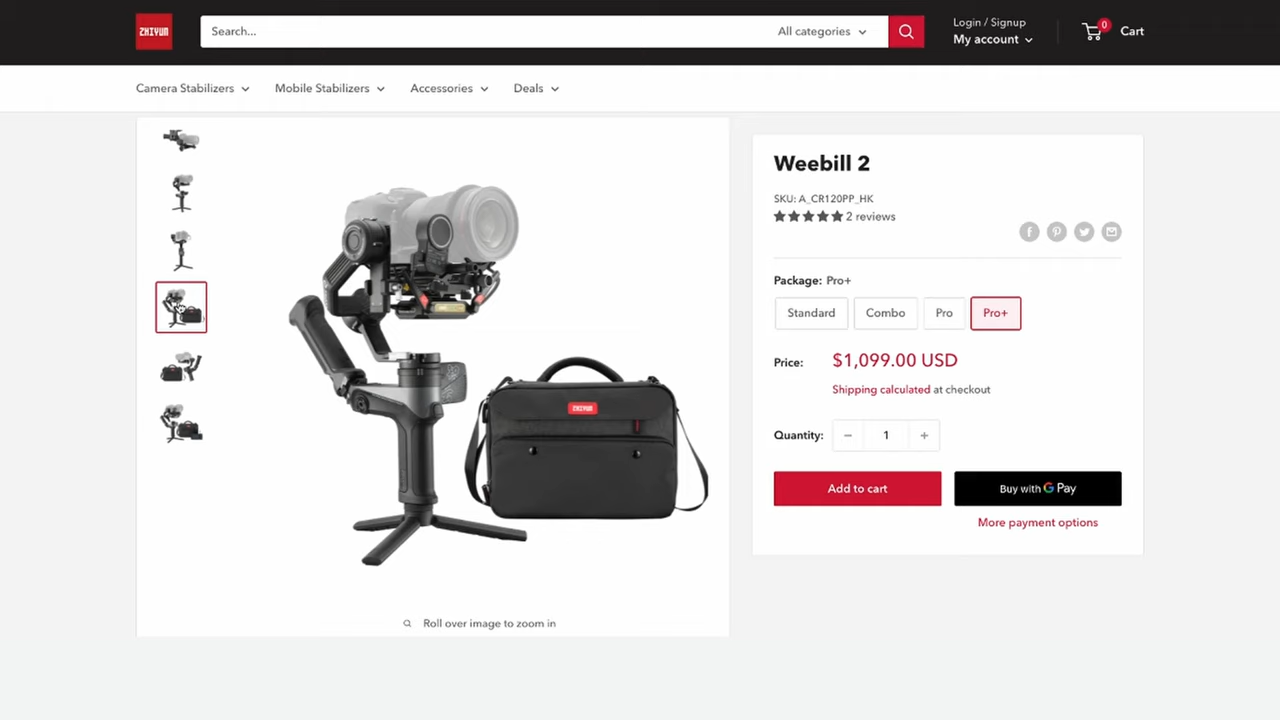 ZHIYUN
Search...
All categories
Login / Signup
My account
0
Cart
Camera Stabilizers
Mobile Stabilizers
Accessories
Deals
ZHIYUN
Roll over image to zoom in
Weebill 2
SKU: A_CR120PP_HK
2 reviews
Package: Pro+
Standard
Combo
Pro
Pro+
Price: $1,099.00 USD
Shipping calculated at checkout
Quantity: − 1 +
Add to cart
Buy with G Pay
More payment options